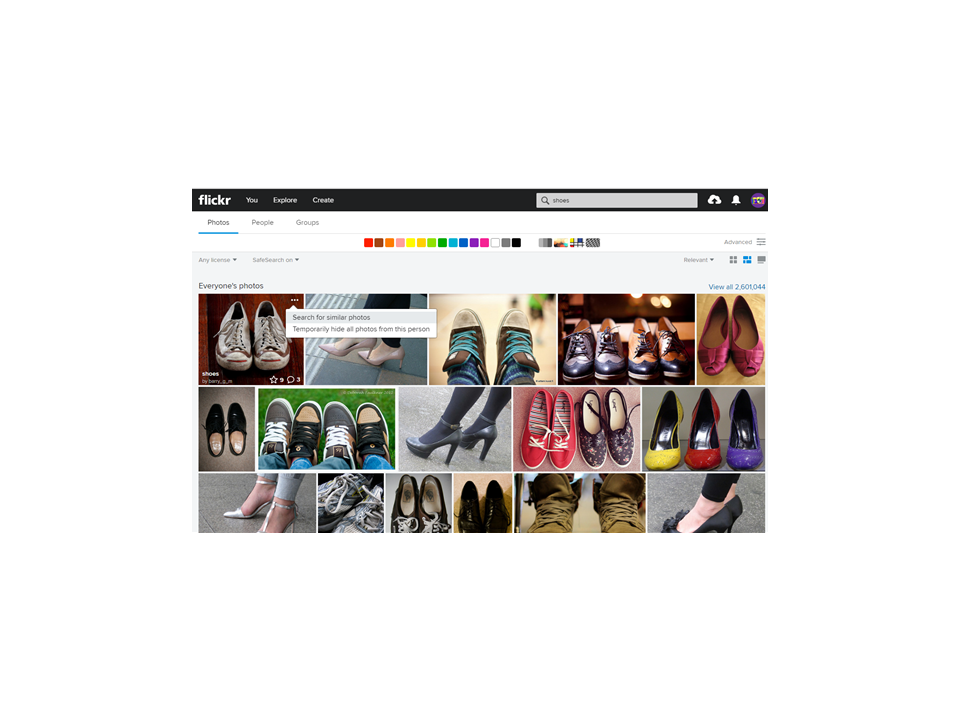 flickr You Explore Create shoes
Photos People Groups
Advanced
Any license SafeSearch on Relevant
Everyone's photos View all 2,601,044
Search for similar photos
Temporarily hide all photos from this person
shoes
by barry_g_m 9 3